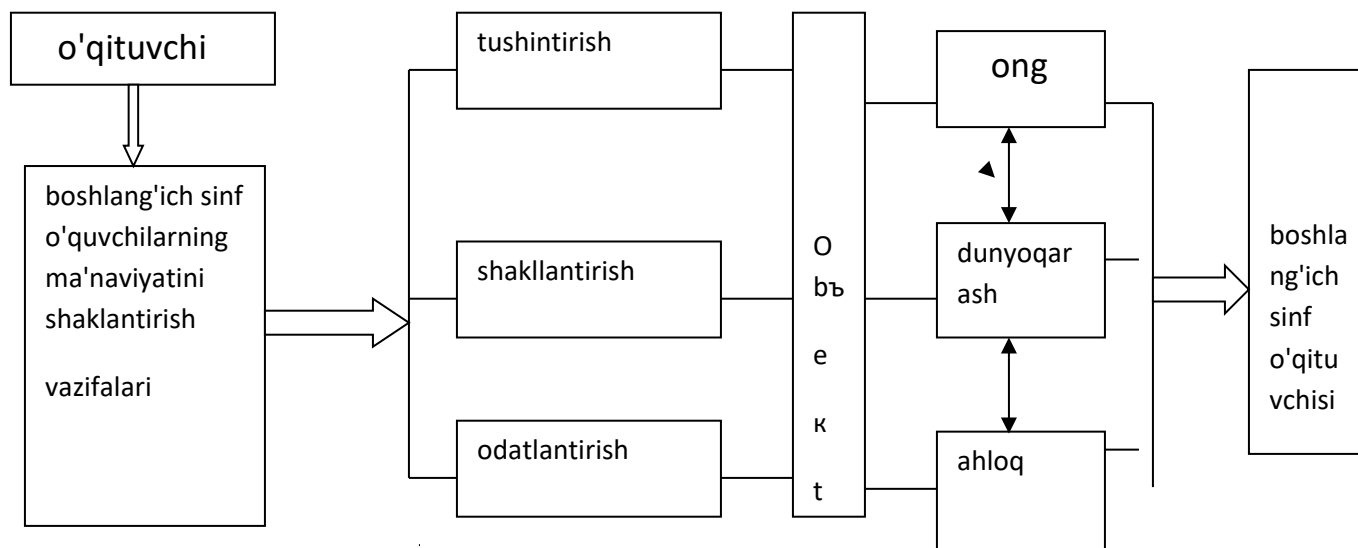 o'qituvchi
boshlang'ich sinf
o'quvchilarning
ma'naviyatini
shaklantirish
vazifalari
tushintirish
shakllantirish
odatlantirish
O
bъ
е
к
t
ong
dunyoqar
ash
ahloq
boshla
ng'ich
sinf
o'qitu
vchisi